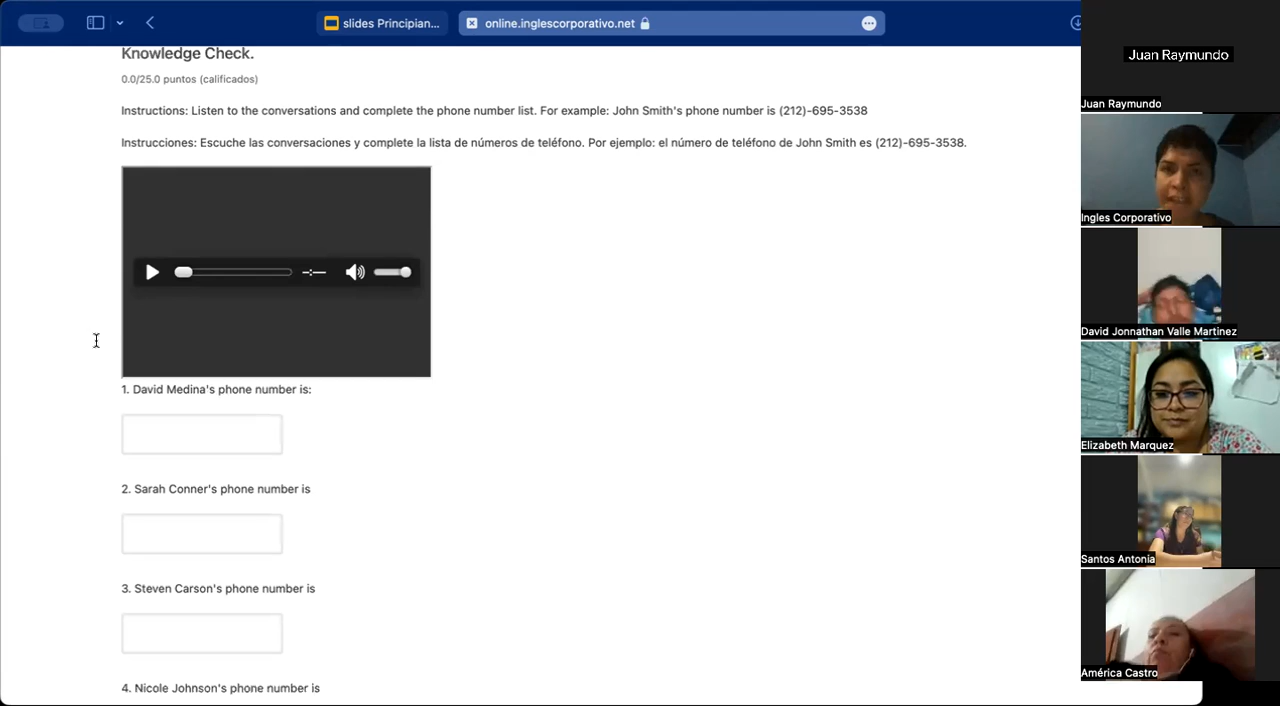 slides Principian...
online.inglescorporativo.net
Knowledge Check.
0.0/25.0 puntos (calificados)
Instructions: Listen to the conversations and complete the phone number list. For example: John Smith's phone number is (212)-695-3538
Instrucciones: Escuche las conversaciones y complete la lista de números de teléfono. Por ejemplo: el número de teléfono de John Smith es (212)-695-3538.
1. David Medina's phone number is:
2. Sarah Conner's phone number is
3. Steven Carson's phone number is
4. Nicole Johnson's phone number is
Juan Raymundo
Juan Raymundo
Ingles Corporativo
David Jonnathan Valle Martinez
Elizabeth Marquez
Santos Antonia
América Castro